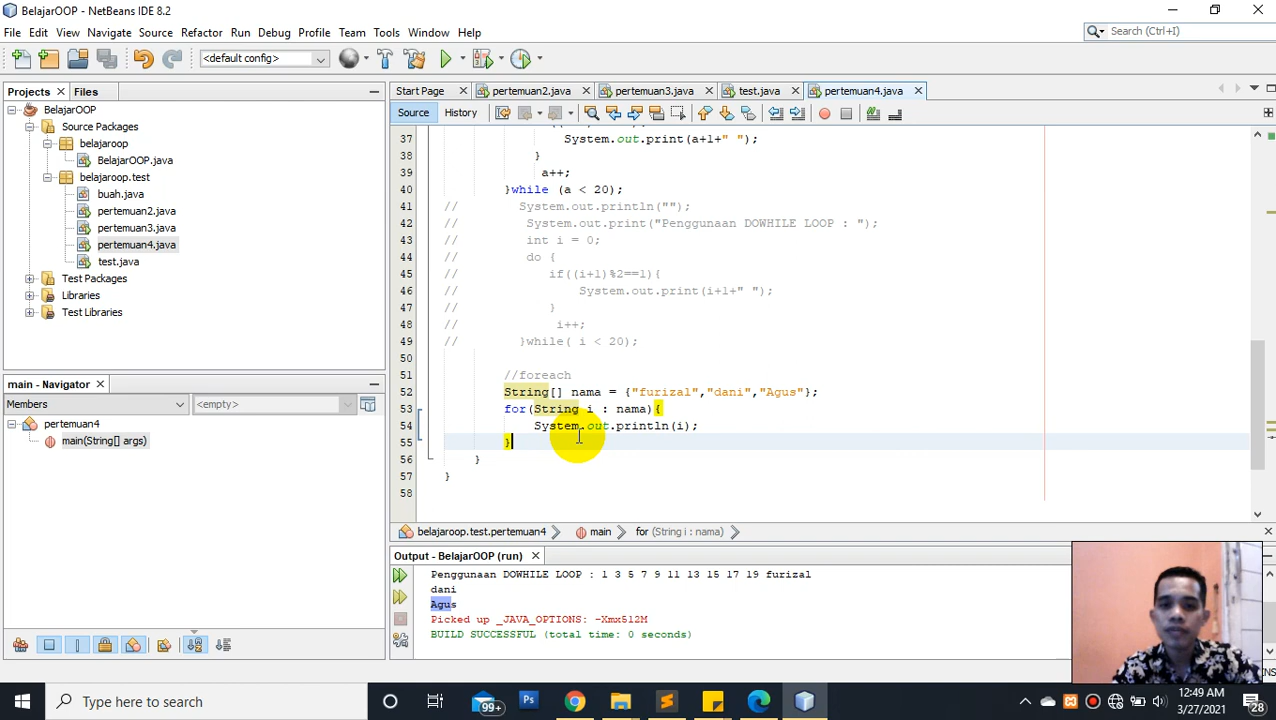 BelajarOOP - NetBeans IDE 8.2
File Edit View Navigate Source Refactor Run Debug Profile Team Tools Window Help
Search (Ctrl+I)
<default config>
Projects Files
Start Page pertemuan2.java pertemuan3.java test.java pertemuan4.java
Source History
BelajarOOP
Source Packages
belajaroop
BelajarOOP.java
belajaroop.test
buah.java
pertemuan2.java
pertemuan3.java
pertemuan4.java
test.java
Test Packages
Libraries
Test Libraries
main - Navigator
Members <empty>
pertemuan4
main(String[] args)
37 System.out.print(a+1+" ");
38 }
39 a++;
40 }while (a < 20);
41 // System.out.println("");
42 // System.out.print("Penggunaan DOWHILE LOOP : ");
43 // int i = 0;
44 // do {
45 // if((i+1)%2==1){
46 // System.out.print(i+1+" ");
47 // }
48 // i++;
49 // }while( i < 20);
50
51 //foreach
52 String[] nama = {"furizal","dani","Agus"};
53 for(String i : nama){
54 System.out.println(i);
55 }
56 }
57 }
58
belajaroop.test.pertemuan4 main for (String i : nama)
Output - BelajarOOP (run)
Penggunaan DOWHILE LOOP : 1 3 5 7 9 11 13 15 17 19 furizal
dani
Agus
Picked up _JAVA_OPTIONS: -Xmx512M
BUILD SUCCESSFUL (total time: 0 seconds)
Type here to search
99+
Ps
12:49 AM
3/27/2021
28